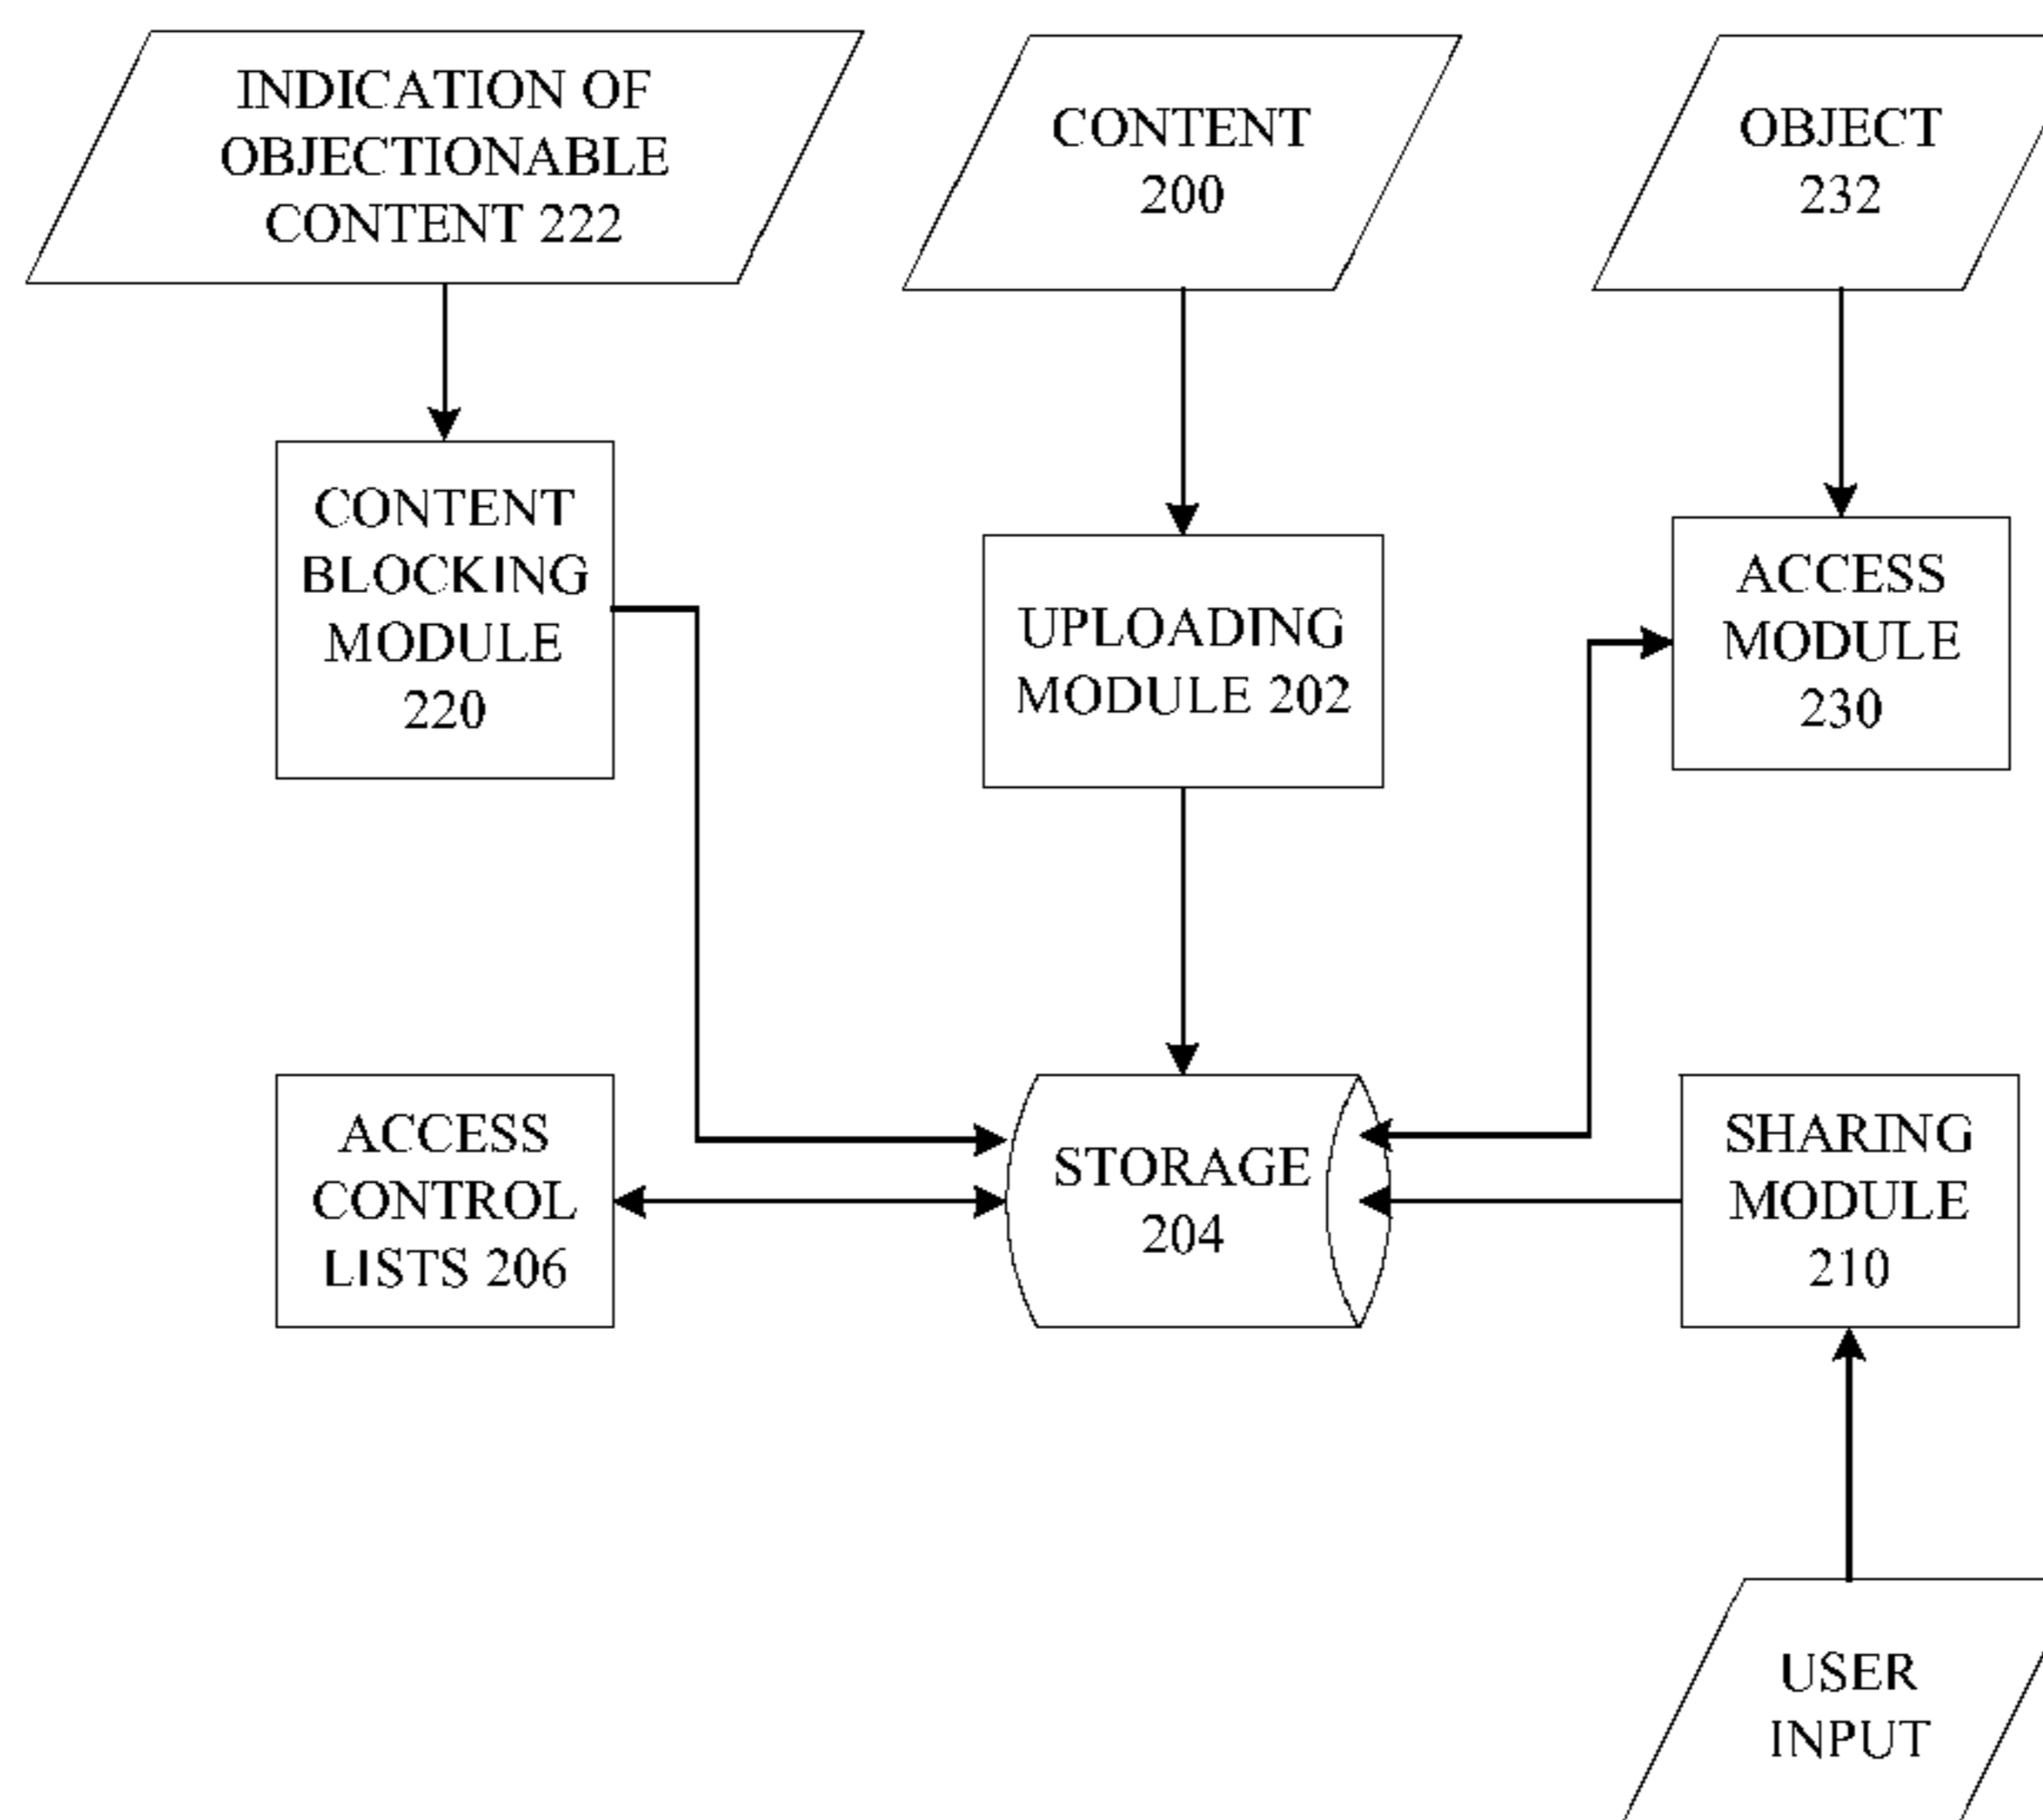 INDICATION OF
OBJECTIONABLE
CONTENT 222
CONTENT
200
OBJECT
232
CONTENT
BLOCKING
MODULE
220
UPLOADING
MODULE 202
ACCESS
MODULE
230
ACCESS
CONTROL
LISTS 206
STORAGE
204
SHARING
MODULE
210
USER
INPUT